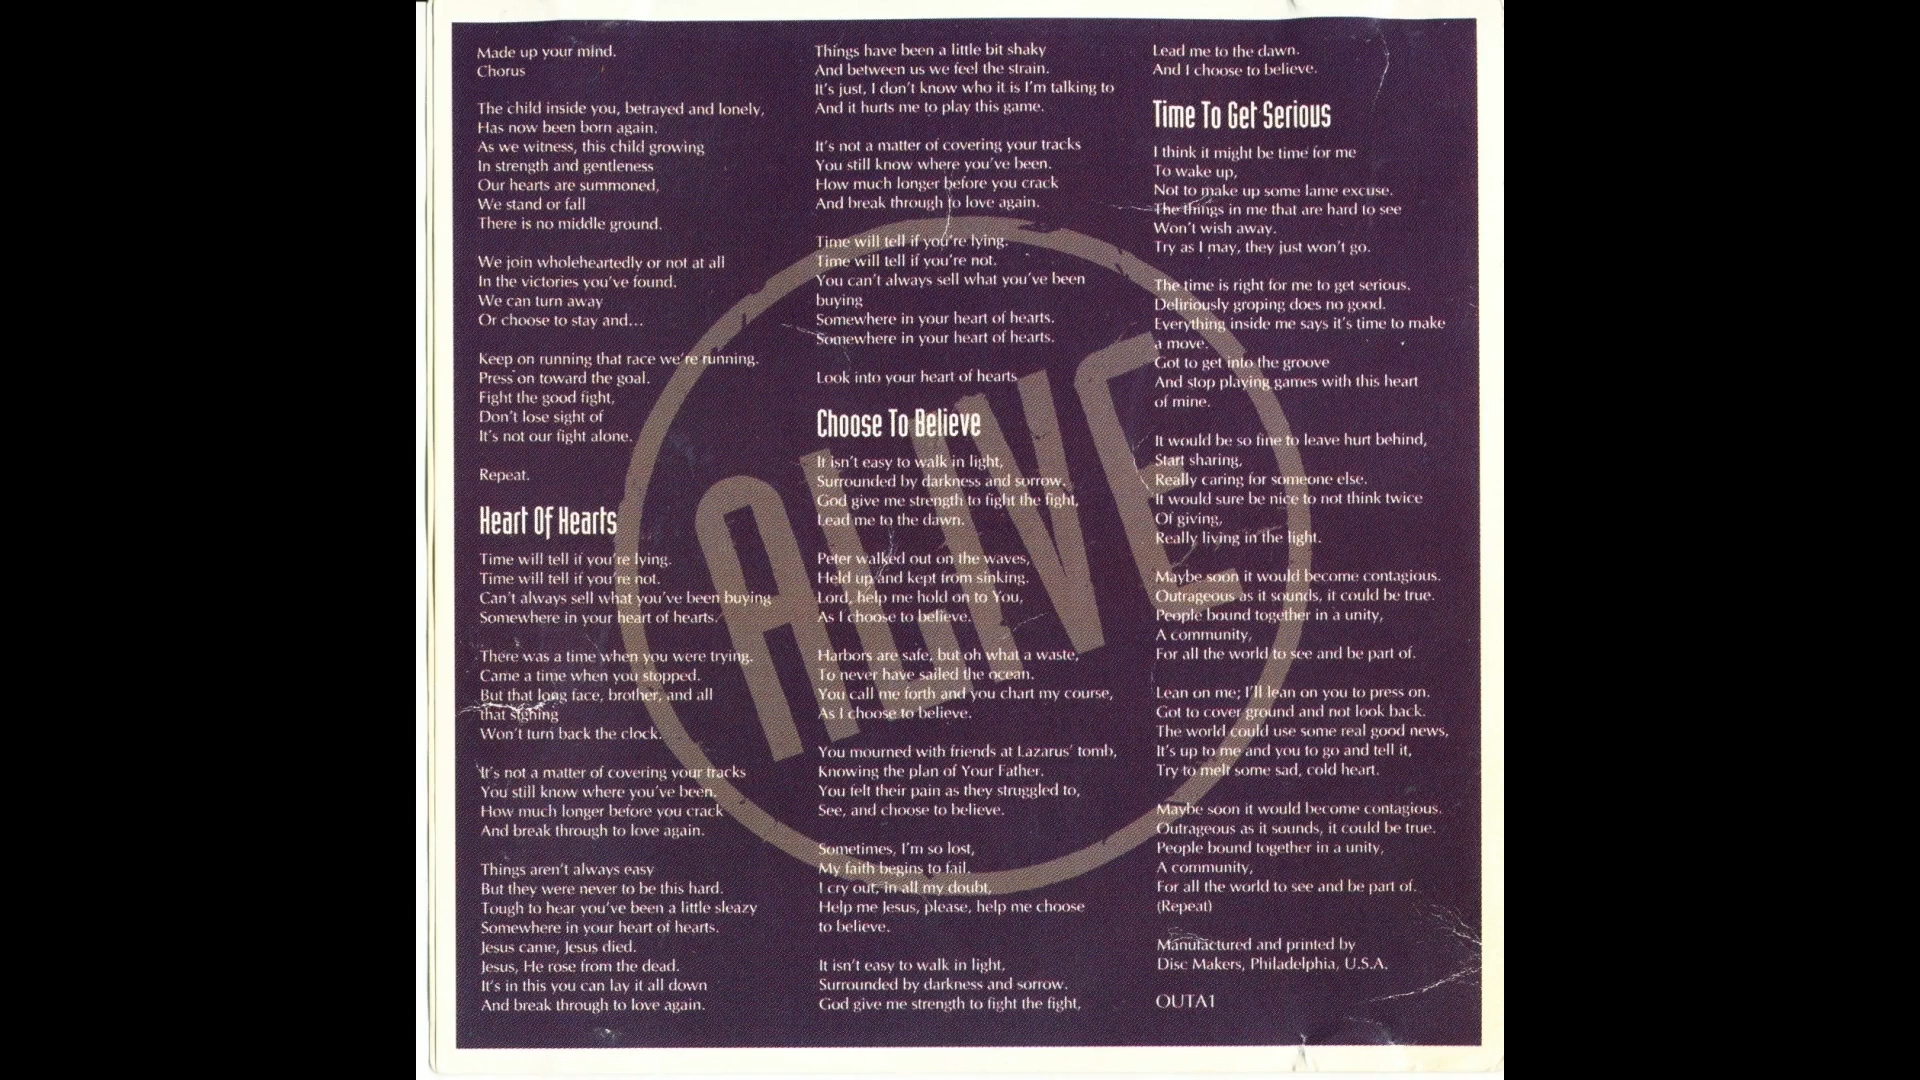 Made up your mind.
Chorus
The child inside you, betrayed and lonely,
Has now been born again.
As we witness, this child growing
In strength and gentleness
Our hearts are summoned,
We stand or fall
There is no middle ground.
We join wholeheartedly or not at all
In the victories you've found.
We can turn away
Or choose to stay and...
Keep on running that race we're running.
Press on toward the goal.
Fight the good fight,
Don't lose sight of
It's not our fight alone.
Repeat.
Heart Of Hearts
Time will tell if you're lying.
Time will tell if you're not.
Can't always sell what you've been buying
Somewhere in your heart of hearts.
There was a time when you were trying.
Came a time when you stopped.
But that long face, brother, and all
that sighing
Won't turn back the clock.
It's not a matter of covering your tracks
You still know where you've been.
How much longer before you crack
And break through to love again.
Things aren't always easy
But they were never to be this hard.
Tough to hear you've been a little sleazy
Somewhere in your heart of hearts.
Jesus came, Jesus died.
Jesus, He rose from the dead.
It's in this you can lay it all down
And break through to love again.
Things have been a little bit shaky
And between us we feel the strain.
It's just, I don't know who it is I'm talking to
And it hurts me to play this game.
It's not a matter of covering your tracks
You still know where you've been.
How much longer before you crack
And break through to love again.
Time will tell if you're lying.
Time will tell if you're not.
You can't always sell what you've been
buying
Somewhere in your heart of hearts.
Somewhere in your heart of hearts.
Look into your heart of hearts
Choose To Believe
It isn't easy to walk in light,
Surrounded by darkness and sorrow.
God give me strength to fight the fight,
Lead me to the dawn.
Peter walked out on the waves,
Held up and kept from sinking.
Lord, help me hold on to You,
As I choose to believe.
Harbors are safe, but oh what a waste,
To never have sailed the ocean.
You call me forth and you chart my course,
As I choose to believe.
You mourned with friends at Lazarus' tomb,
Knowing the plan of Your Father.
You felt their pain as they struggled to,
See, and choose to believe.
Sometimes, I'm so lost,
My faith begins to fail.
I cry out, in all my doubt,
Help me Jesus, please, help me choose
to believe.
It isn't easy to walk in light,
Surrounded by darkness and sorrow.
God give me strength to fight the fight,
Lead me to the dawn.
And I choose to believe.
Time To Get Serious
I think it might be time for me
To wake up,
Not to make up some lame excuse.
The things in me that are hard to see
Won't wish away.
Try as I may, they just won't go.
The time is right for me to get serious.
Deliriously groping does no good.
Everything inside me says it's time to make
a move.
Got to get into the groove
And stop playing games with this heart
of mine.
It would be so fine to leave hurt behind,
Start sharing,
Really caring for someone else.
It would sure be nice to not think twice
Of giving,
Really living in the light.
Maybe soon it would become contagious.
Outrageous as it sounds, it could be true.
People bound together in a unity,
A community,
For all the world to see and be part of.
Lean on me; I'll lean on you to press on.
Got to cover ground and not look back.
The world could use some real good news,
It's up to me and you to go and tell it,
Try to melt some sad, cold heart.
Maybe soon it would become contagious.
Outrageous as it sounds, it could be true.
People bound together in a unity,
A community,
For all the world to see and be part of.
(Repeat)
Manufactured and printed by
Disc Makers, Philadelphia, U.S.A.
OUTA1
ALIVE